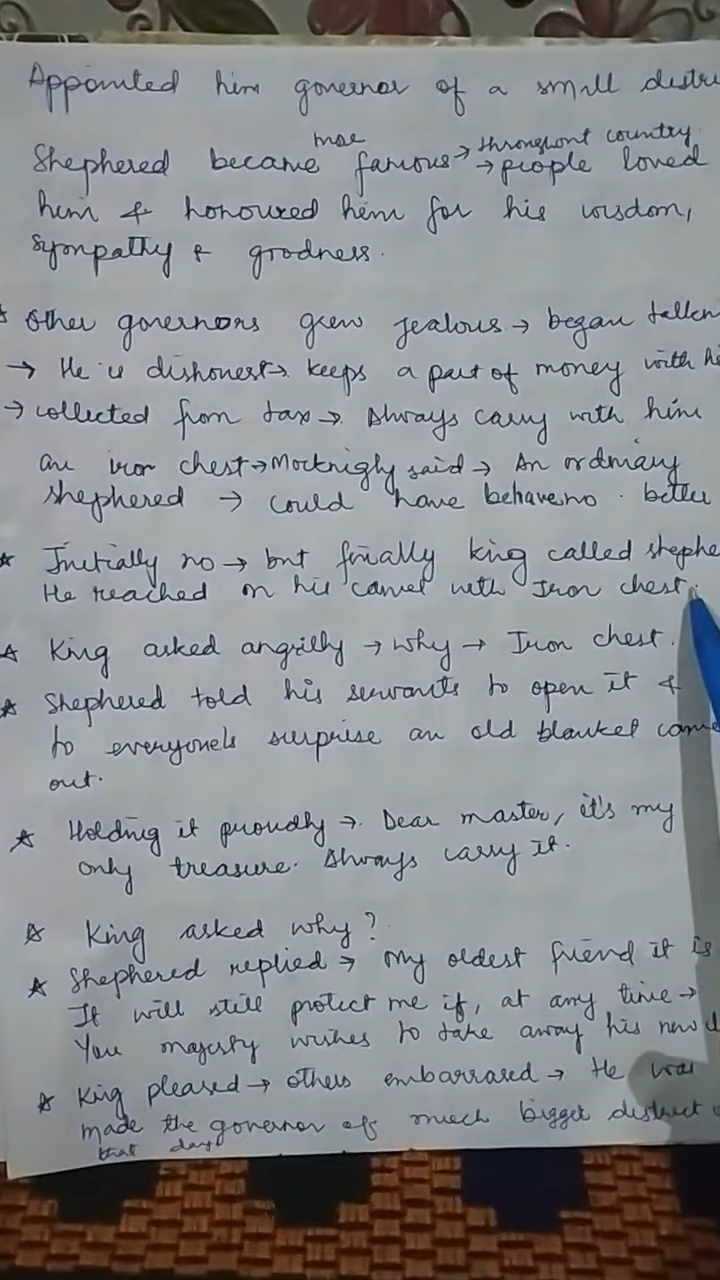 Appointed him governor of a small distri
more
Shephered became famous → throughout country.
→ people loved
him & honoured him for his wisdom,
Sympathy & goodness.
Other governors grew jealous → began talkin
→ He is dishonest → keeps a part of money with hi
→ collected from tax → Always carry with him
an iron chest → Mocknigly said → An ordinary
shephered → could have behave no . better
☆ Initially no → but finally king called shephe
He reached on his camel with Iron chest.
☆ King asked angrilly → why → Iron chest.
☆ Shephered told his servants to open it &
to everyone's surprise an old blanket came
out.
☆ Holding it proudly → Dear master, it's my
only treasure. Always carry it.
☆ King asked why?
☆ Shephered replied → My oldest friend it is
It will still protect me if, at any time →
You majesty wishes to take away his new
☆ King pleased → others embarrased → He was
made the governor of much bigger district
that day